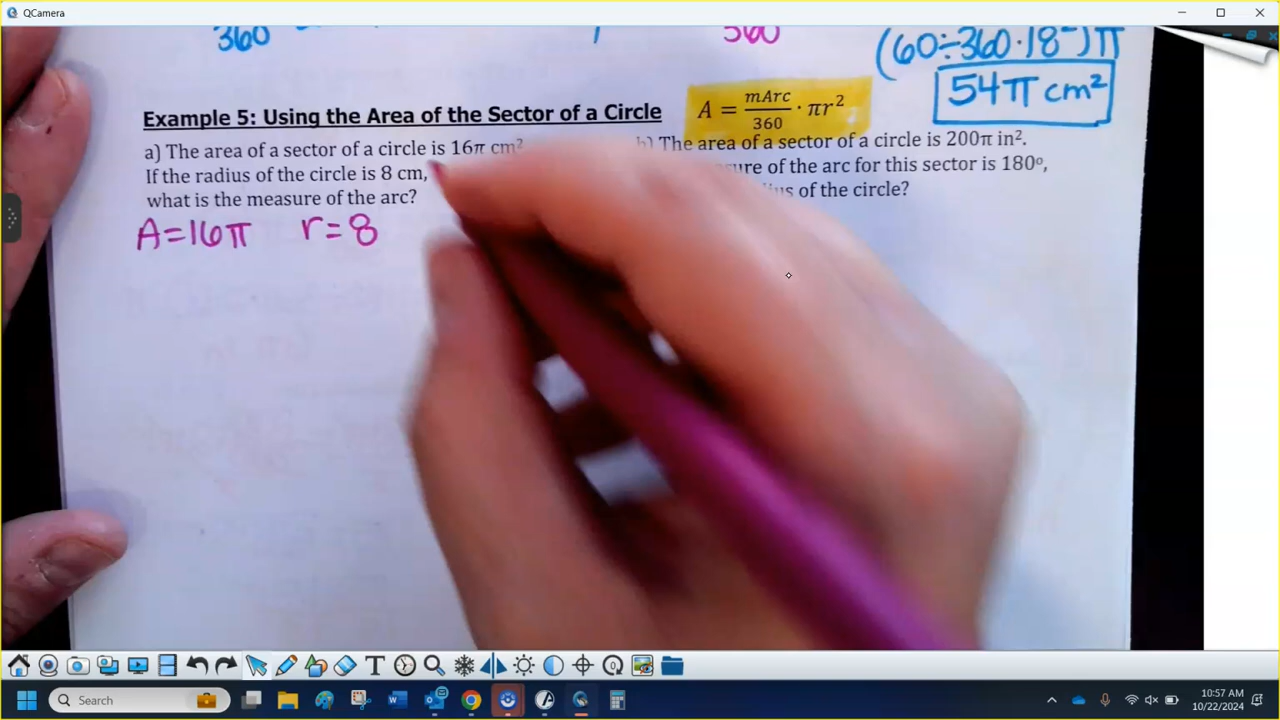 QCamera
360
360
(60÷360·18²)π
54π cm²
Example 5: Using the Area of the Sector of a Circle
A = mArc/360 · πr²
a) The area of a sector of a circle is 16π cm².
If the radius of the circle is 8 cm,
what is the measure of the arc?
A=16π r=8
The area of a sector of a circle is 200π in².
of the arc for this sector is 180°,
of the circle?
Search
10:57 AM
10/22/2024